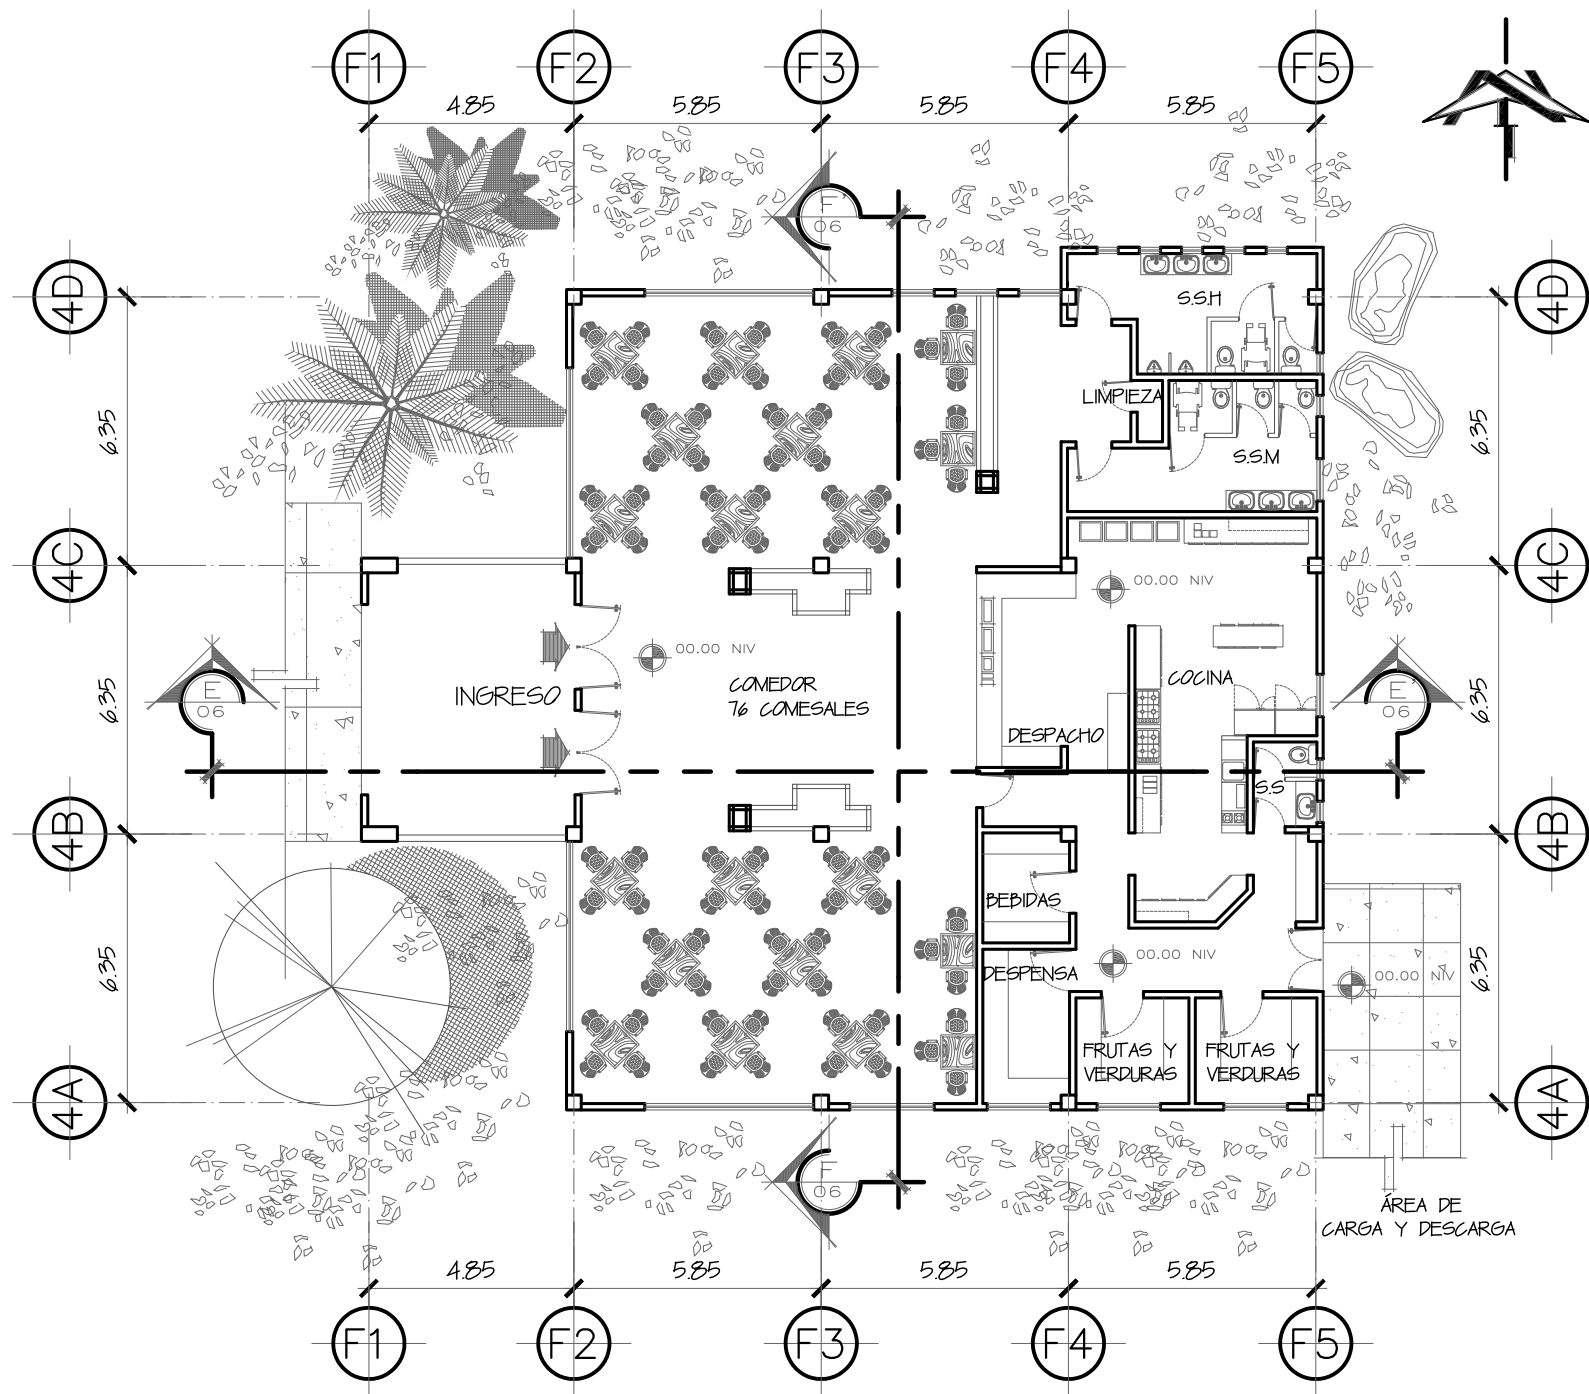 F1 F2 F3 F4 F5
4.85 5.85 5.85 5.85
F
06
4D 4D
S.S.H
LIMPIEZA
6.35 6.35
S.S.M
4C 4C
00.00 NIV
00.00 NIV
E
06
INGRESO
COMEDOR
76 COMESALES
COCINA
E'
06
6.35 6.35
DESPACHO
S.S
4B 4B
BEBIDAS
DESPENSA
00.00 NIV
00.00 NIV
6.35 6.35
FRUTAS Y
VERDURAS
FRUTAS Y
VERDURAS
4A 4A
F
06
ÁREA DE
CARGA Y DESCARGA
4.85 5.85 5.85 5.85
F1 F2 F3 F4 F5